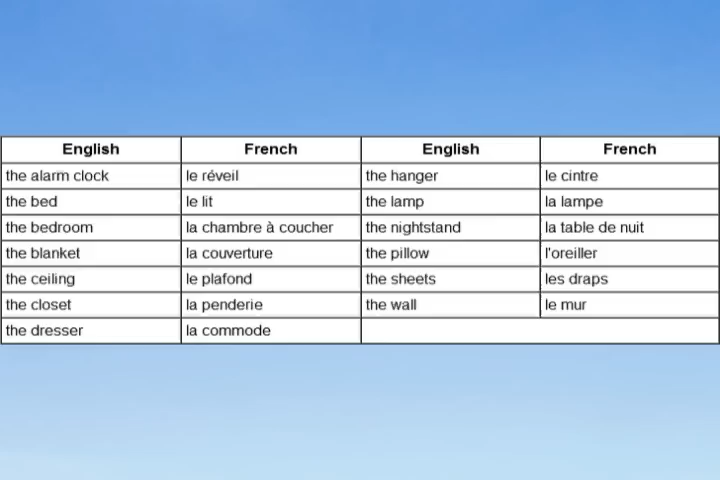 English French English French
the alarm clock le réveil the hanger le cintre
the bed le lit the lamp la lampe
the bedroom la chambre à coucher the nightstand la table de nuit
the blanket la couverture the pillow l'oreiller
the ceiling le plafond the sheets les draps
the closet la penderie the wall le mur
the dresser la commode